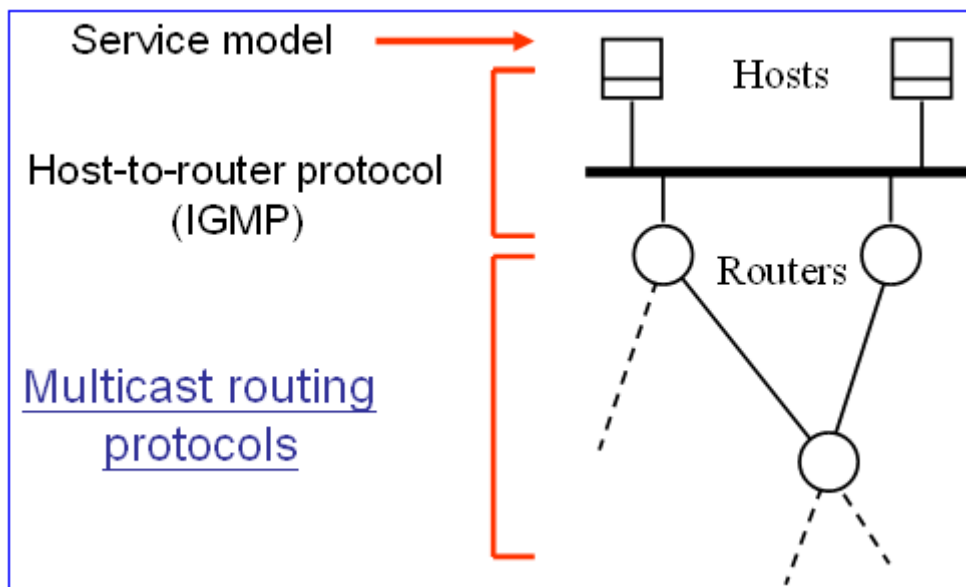 Service model
Hosts
Host-to-router protocol
(IGMP)
Routers
Multicast routing
protocols